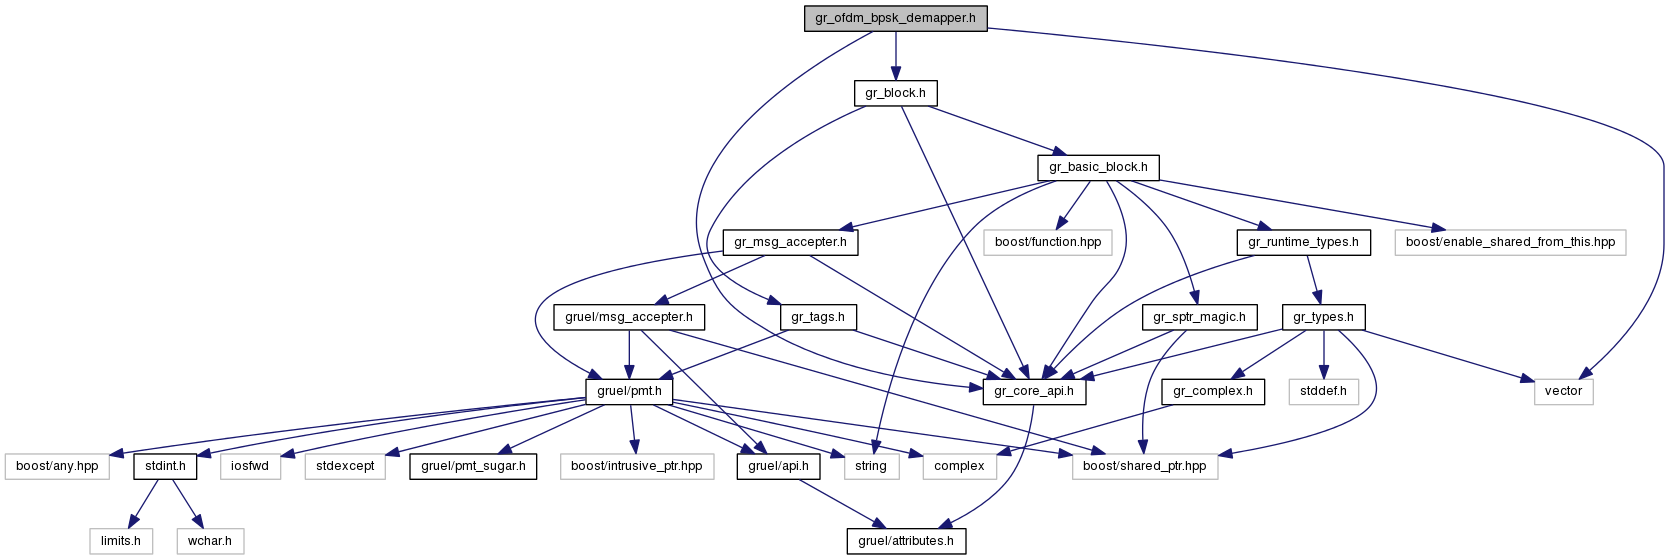 gr_ofdm_bpsk_demapper.h
gr_block.h
gr_basic_block.h
gr_msg_accepter.h
boost/function.hpp
gr_runtime_types.h
boost/enable_shared_from_this.hpp
gruel/msg_accepter.h
gr_tags.h
gr_sptr_magic.h
gr_types.h
gruel/pmt.h
gr_core_api.h
gr_complex.h
stddef.h
vector
boost/any.hpp
stdint.h
iosfwd
stdexcept
gruel/pmt_sugar.h
boost/intrusive_ptr.hpp
gruel/api.h
string
complex
boost/shared_ptr.hpp
limits.h
wchar.h
gruel/attributes.h